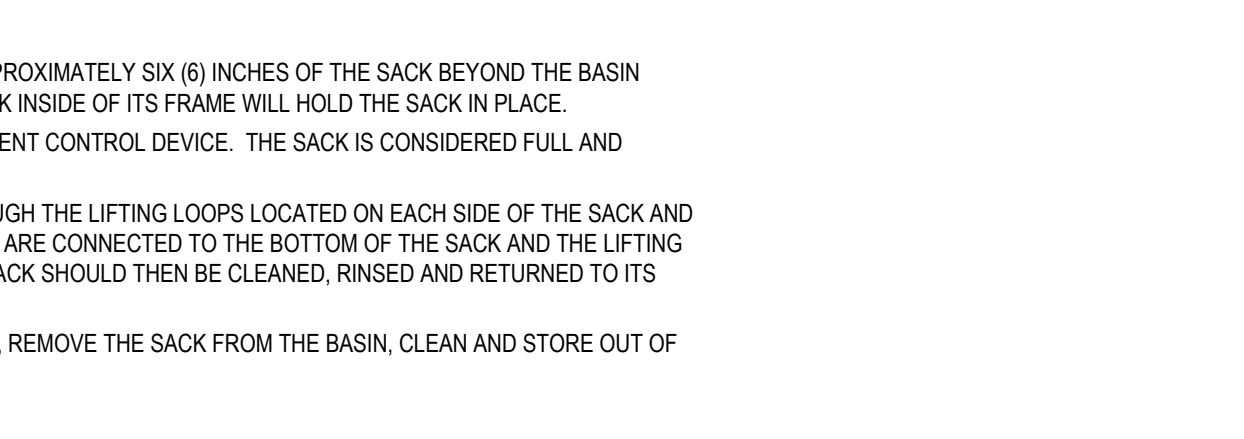 PROXIMATELY SIX (6) INCHES OF THE SACK BEYOND THE BASIN
K INSIDE OF ITS FRAME WILL HOLD THE SACK IN PLACE.
ENT CONTROL DEVICE.  THE SACK IS CONSIDERED FULL AND
UGH THE LIFTING LOOPS LOCATED ON EACH SIDE OF THE SACK AND
ARE CONNECTED TO THE BOTTOM OF THE SACK AND THE LIFTING
ACK SHOULD THEN BE CLEANED, RINSED AND RETURNED TO ITS
, REMOVE THE SACK FROM THE BASIN, CLEAN AND STORE OUT OF